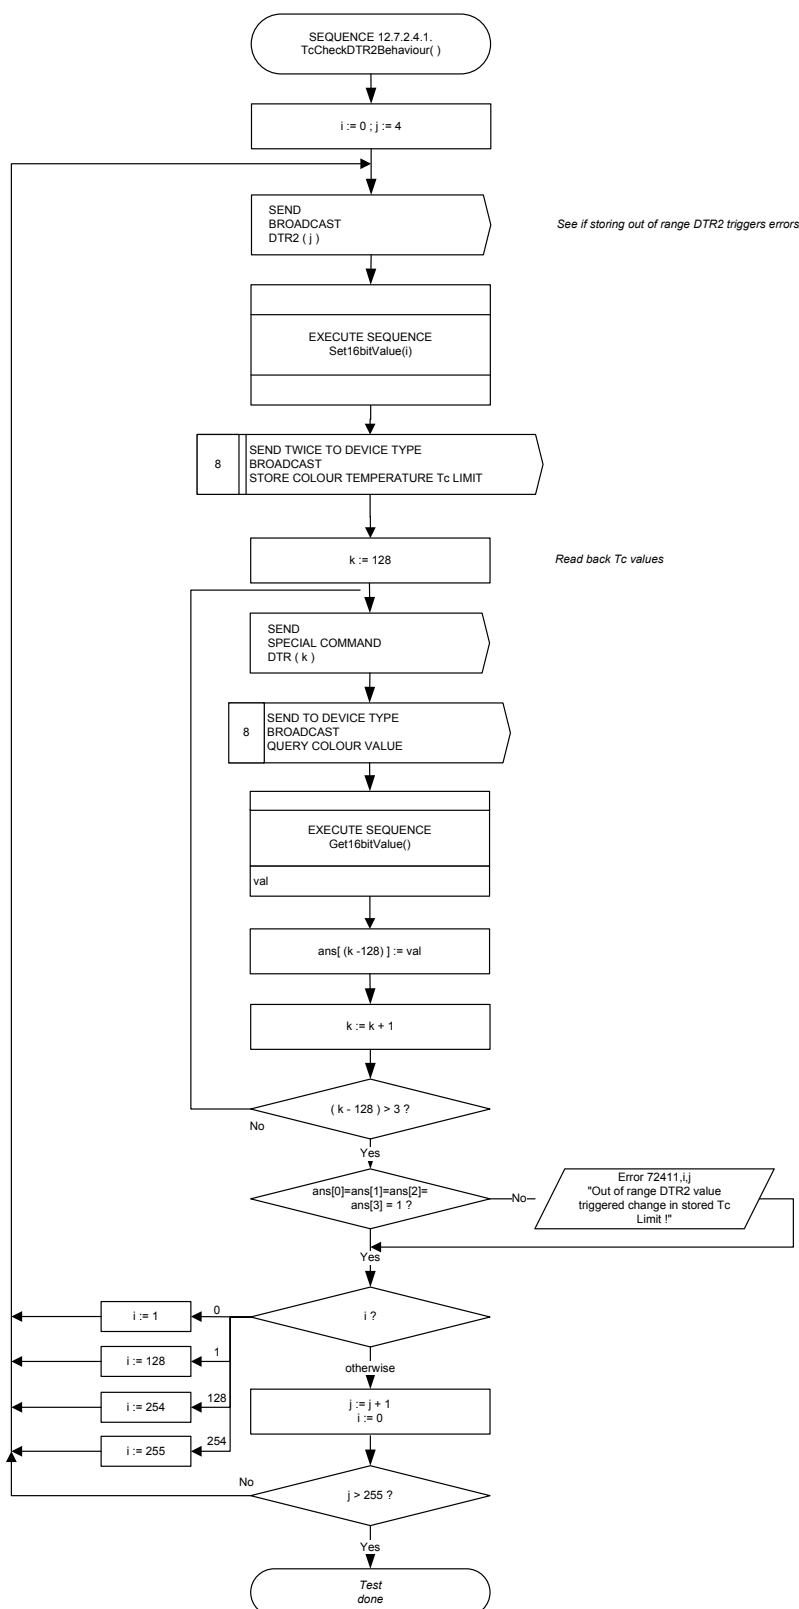 SEQUENCE 12.7.2.4.1.
TcCheckDTR2Behaviour( )
i := 0 ; j := 4
SEND
BROADCAST
DTR2 ( j )
See if storing out of range DTR2 triggers errors
EXECUTE SEQUENCE
Set16bitValue(i)
8
SEND TWICE TO DEVICE TYPE
BROADCAST
STORE COLOUR TEMPERATURE Tc LIMIT
k := 128
Read back Tc values
SEND
SPECIAL COMMAND
DTR ( k )
8
SEND TO DEVICE TYPE
BROADCAST
QUERY COLOUR VALUE
EXECUTE SEQUENCE
Get16bitValue()
val
ans[ (k -128) ] := val
k := k + 1
( k - 128 ) > 3 ?
No
Yes
ans[0]=ans[1]=ans[2]=
ans[3] = 1 ?
No
Error 72411,i,j
"Out of range DTR2 value
triggered change in stored Tc
Limit !"
Yes
i ?
0
i := 1
1
i := 128
128
i := 254
254
i := 255
otherwise
j := j + 1
i := 0
No
j > 255 ?
Yes
Test
done